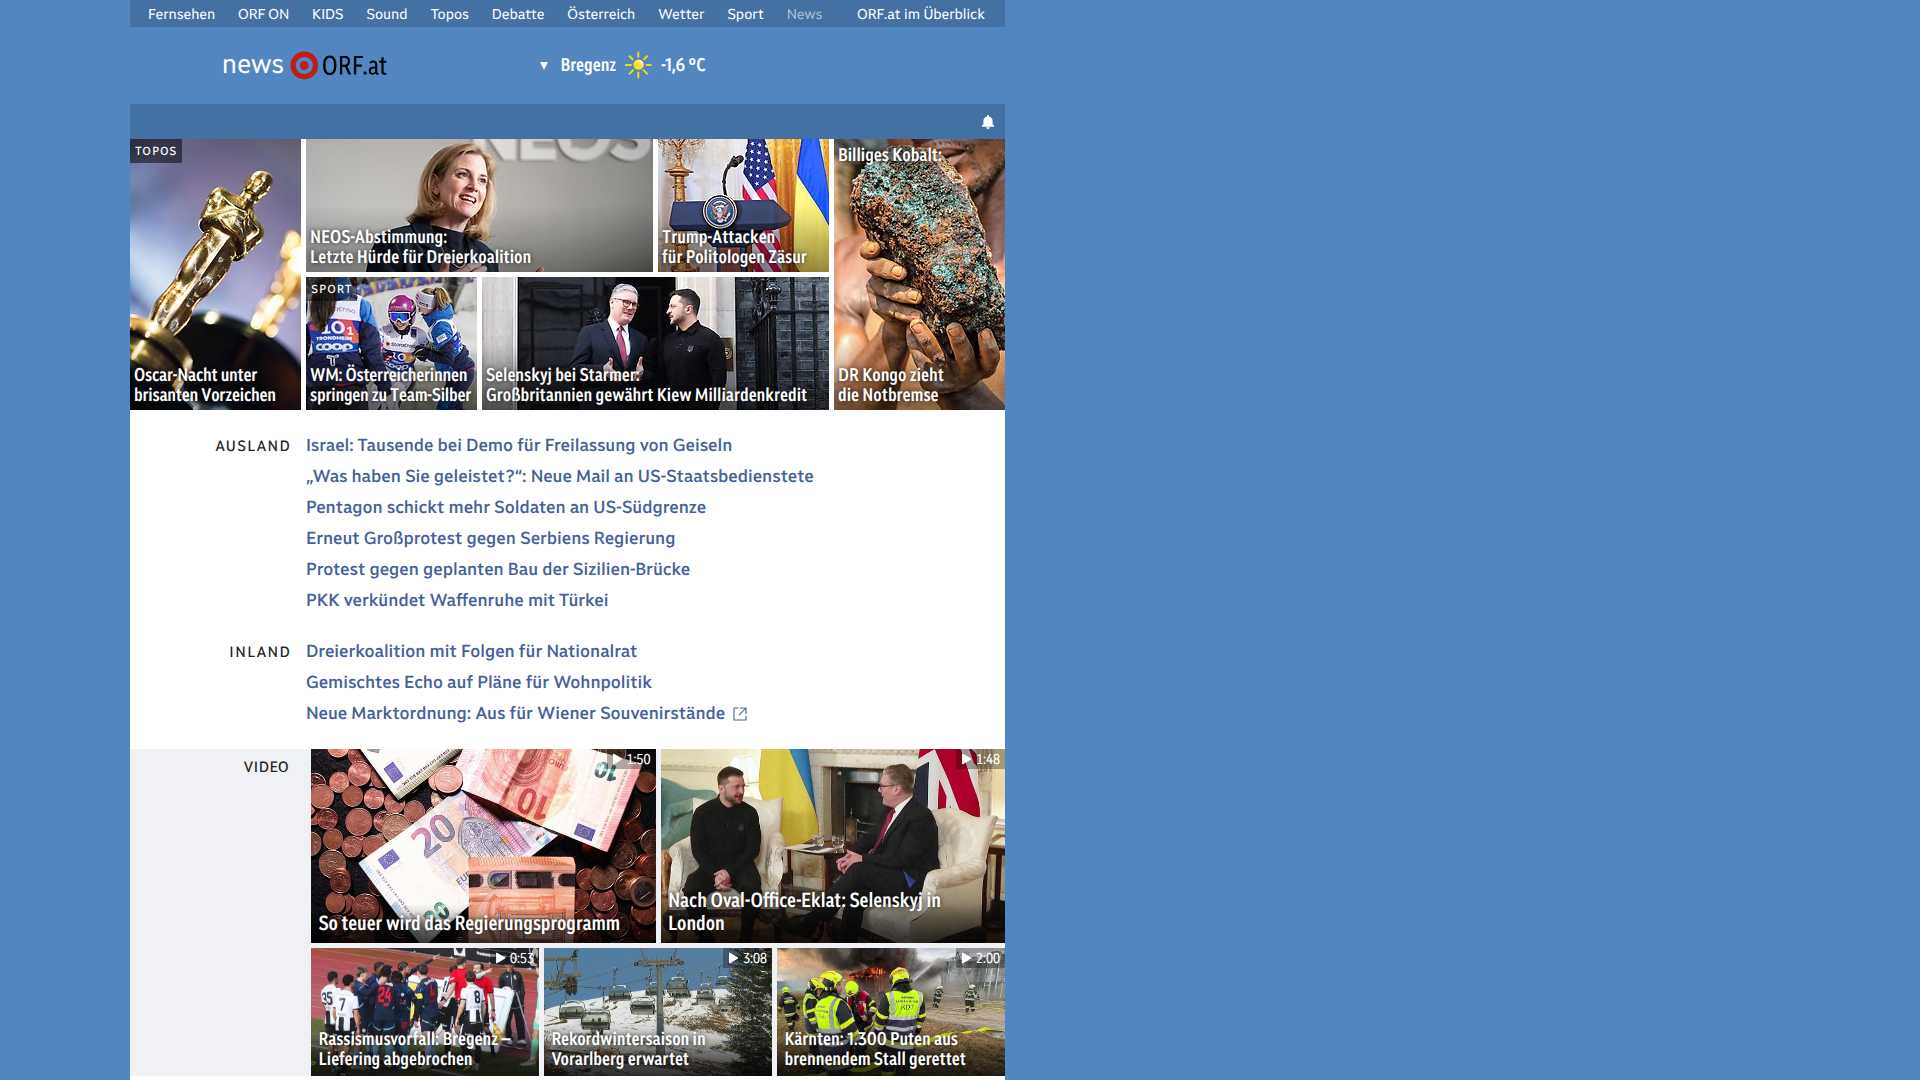 Fernsehen ORF ON KIDS Sound Topos Debatte Österreich Wetter Sport News ORF.at im Überblick
news ORF.at
Bregenz -1,6 °C
TOPOS
Oscar-Nacht unter
brisanten Vorzeichen
NEOS
NEOS-Abstimmung:
Letzte Hürde für Dreierkoalition
Trump-Attacken
für Politologen Zäsur
Billiges Kobalt:
DR Kongo zieht
die Notbremse
SPORT
WM: Österreicherinnen
springen zu Team-Silber
Selenskyj bei Starmer:
Großbritannien gewährt Kiew Milliardenkredit
AUSLAND
Israel: Tausende bei Demo für Freilassung von Geiseln
„Was haben Sie geleistet?“: Neue Mail an US-Staatsbedienstete
Pentagon schickt mehr Soldaten an US-Südgrenze
Erneut Großprotest gegen Serbiens Regierung
Protest gegen geplanten Bau der Sizilien-Brücke
PKK verkündet Waffenruhe mit Türkei
INLAND
Dreierkoalition mit Folgen für Nationalrat
Gemischtes Echo auf Pläne für Wohnpolitik
Neue Marktordnung: Aus für Wiener Souvenirstände
VIDEO
1:50
So teuer wird das Regierungsprogramm
1:48
Nach Oval-Office-Eklat: Selenskyj in
London
0:53
Rassismusvorfall: Bregenz –
Liefering abgebrochen
3:08
Rekordwintersaison in
Vorarlberg erwartet
2:00
Kärnten: 1.300 Puten aus
brennendem Stall gerettet